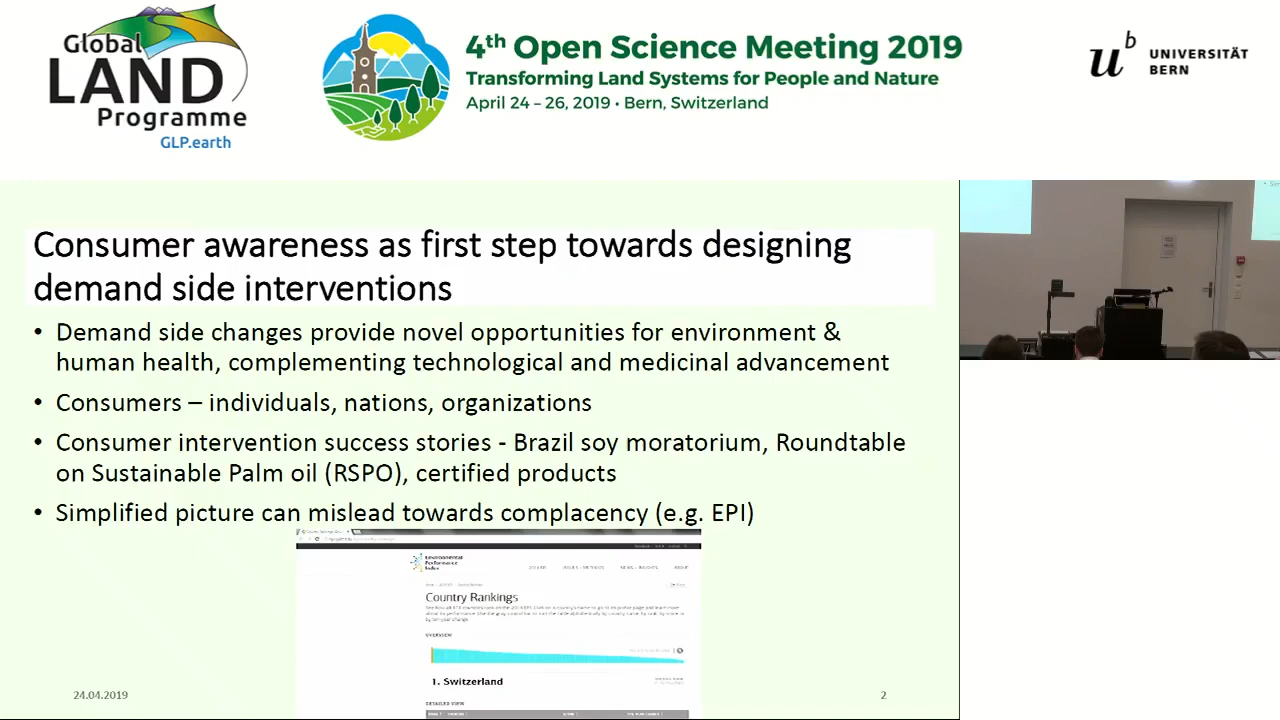 Global
LAND
Programme
GLP.earth
4th Open Science Meeting 2019
Transforming Land Systems for People and Nature
April 24 – 26, 2019 • Bern, Switzerland
u b UNIVERSITÄT
BERN
Consumer awareness as first step towards designing
demand side interventions
• Demand side changes provide novel opportunities for environment &
human health, complementing technological and medicinal advancement
• Consumers – individuals, nations, organizations
• Consumer intervention success stories - Brazil soy moratorium, Roundtable
on Sustainable Palm oil (RSPO), certified products
• Simplified picture can mislead towards complacency (e.g. EPI)
Environmental
Performance
Index
Country Rankings
OVERVIEW
1. Switzerland
DETAILED VIEW
24.04.2019
2